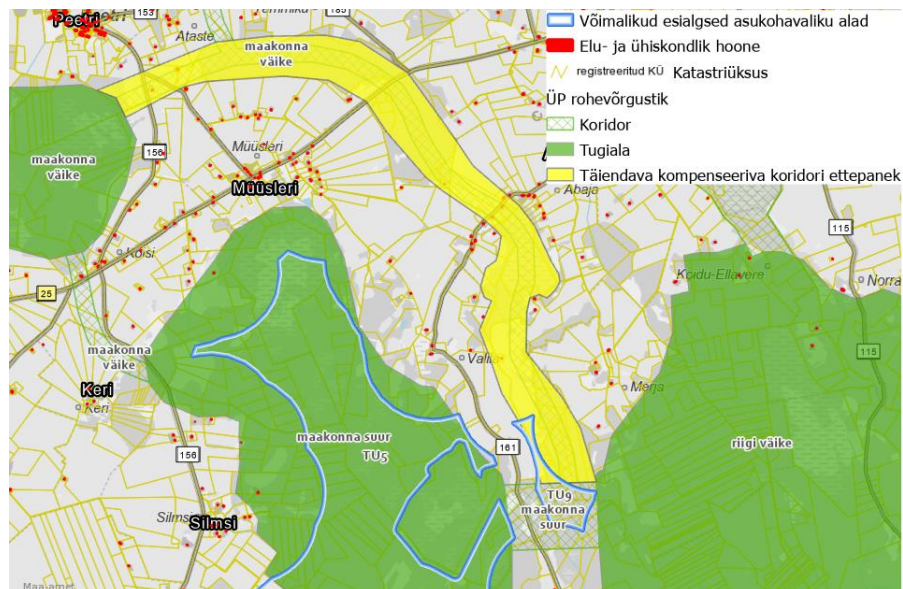 Peetri
153
185
Ataste
maakonna
väike
Võimalikud esialgsed asukohavaliku alad
Elu- ja ühiskondlik hoone
registreeritud KÜ Katastriüksus
ÜP rohevõrgustik
Koridor
Tugiala
Täiendava kompenseeriva koridori ettepanek
156
maakonna
väike
Müüsleri
Müüsleri
Abaja
115
Koisi
Koidu-Ellavere
Norra
25
maakonna
väike
115
Valila
Keri
Keri
Merja
maakonna suur
TU5
161
riigi väike
156
TU9
maakonna
suur
Silmsi
Silmsi
Maa-amet